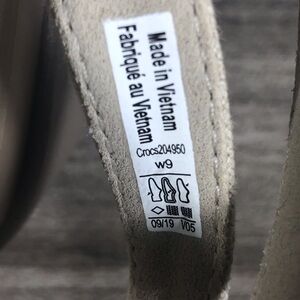 Made in Vietnam
Fabriqué au Vietnam
Crocs204950
W9
09/19 V05